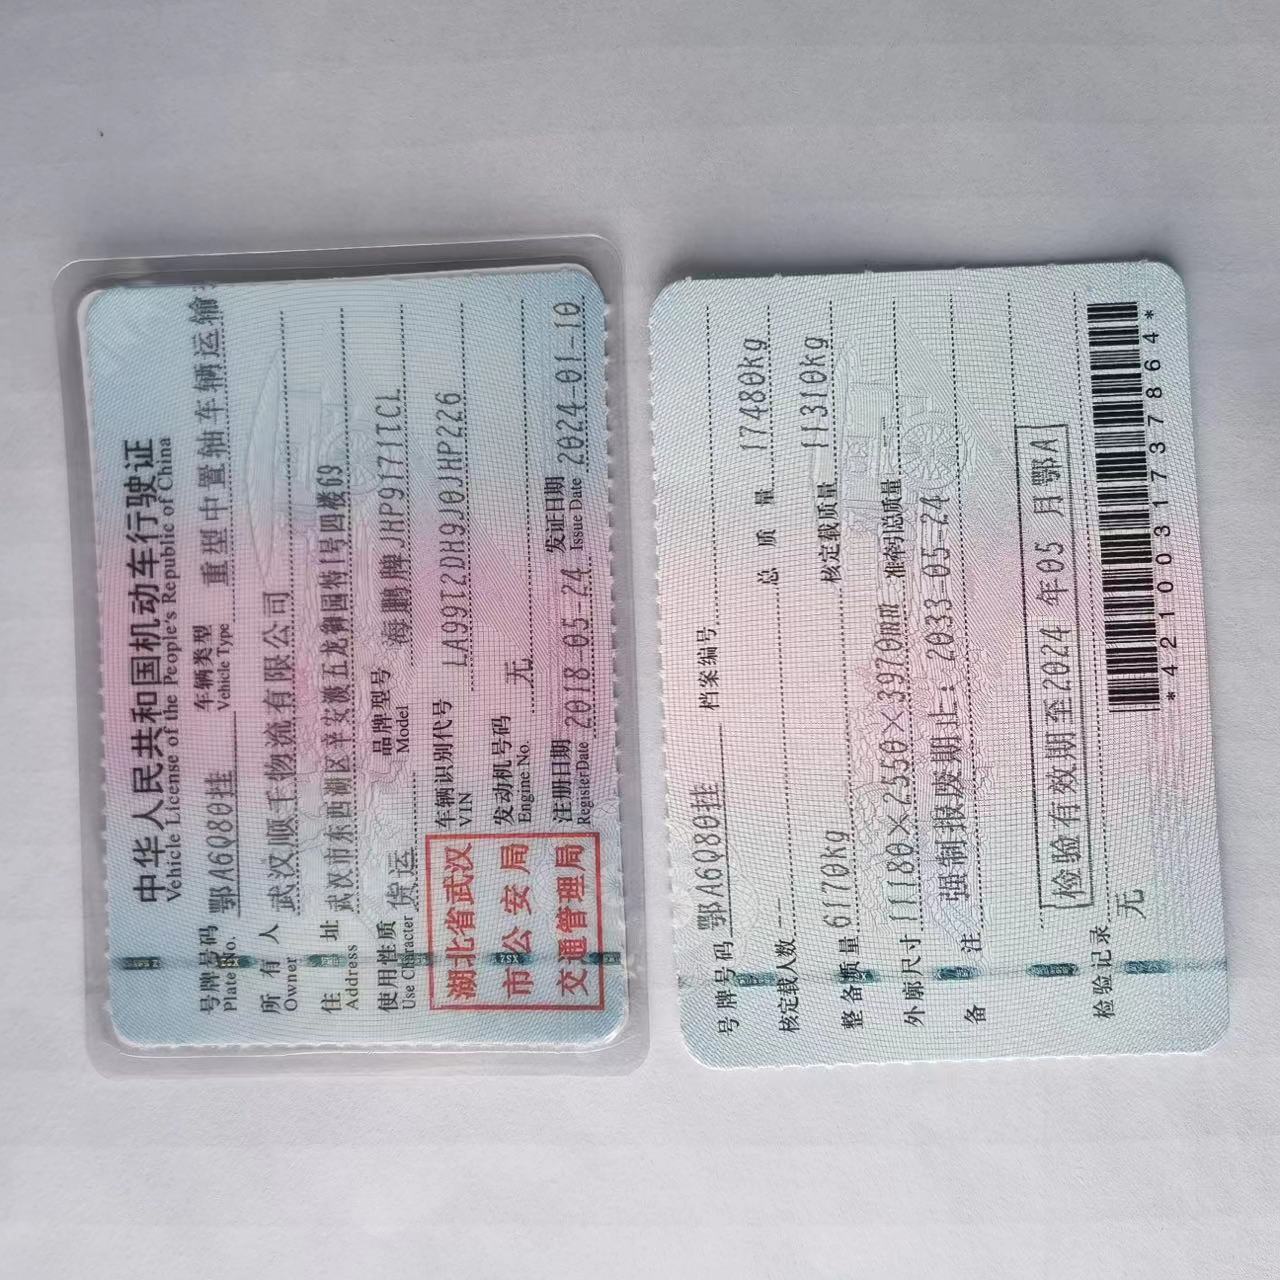 中华人民共和国机动车行驶证
Vehicle License of the People's Republic of China
号牌号码 鄂A6Q80挂 车辆类型 重型中置轴车辆运输
Plate No. Vehicle Type
所有人 武汉顺丰物流有限公司
Owner
住址 武汉市东西湖区辛安渡五龙御园特1号四楼69
Address
使用性质 货运 品牌型号 海鹏牌JHP9171TCL
Use Character Model
湖北省武汉
市公安局
交通管理局
车辆识别代号 LA99TZDH9J0JHP226
VIN
发动机号码 无
Engine No.
注册日期 2018-05-24 发证日期 2024-01-10
Register Date Issue Date
号牌号码 鄂A6Q80挂 档案编号
核定载人数 -- 总质量 17480kg
整备质量 6170kg 核定载质量 11310kg
外廓尺寸 11180×2550×3970mm 准牵引总质量
备注 强制报废期止：2033-05-24
检验有效期至2024年05月鄂A
检验记录 无
*4210031737864*